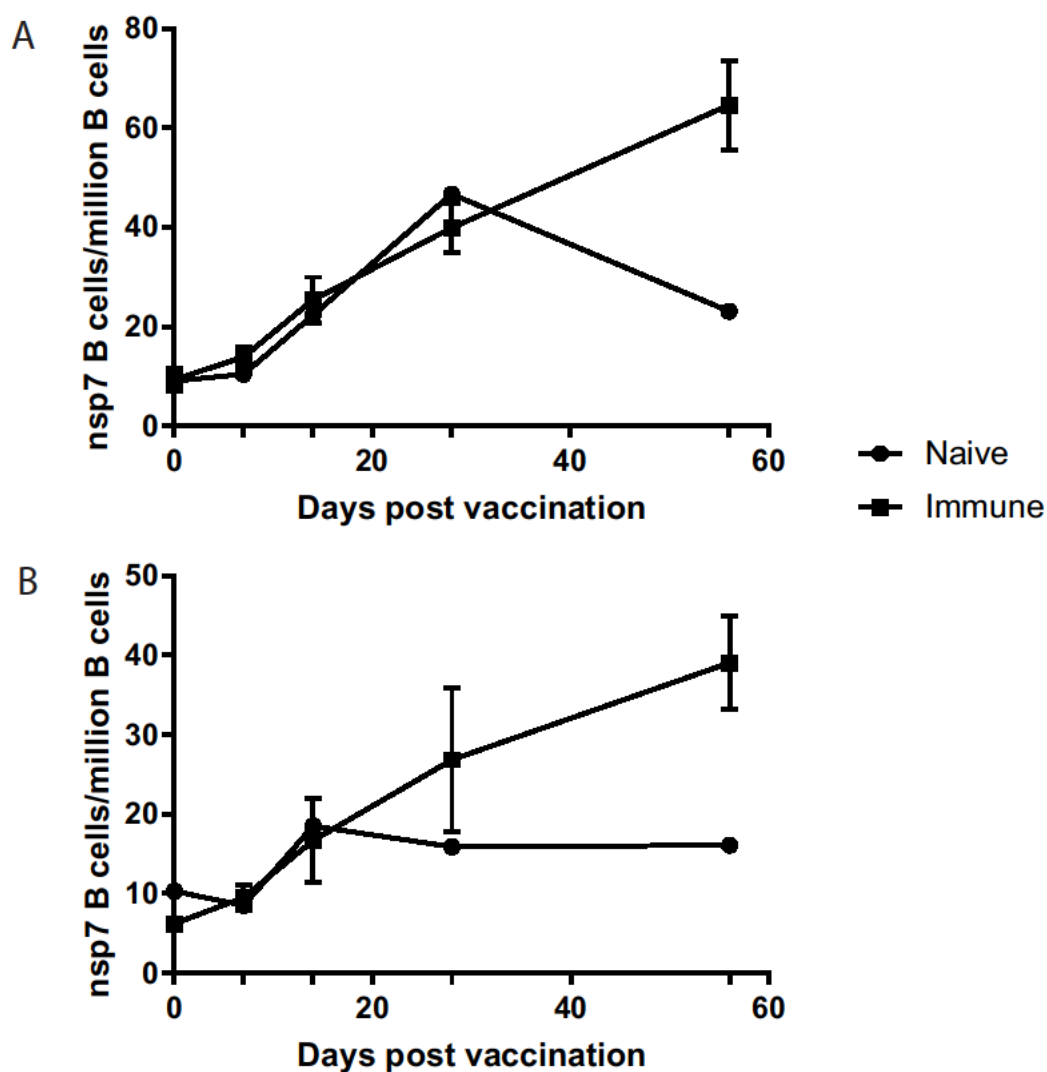 A
nsp7 B cells/million B cells
80
60
40
20
0
0 20 40 60
Days post vaccination
Naive
Immune
B
nsp7 B cells/million B cells
50
40
30
20
10
0
0 20 40 60
Days post vaccination